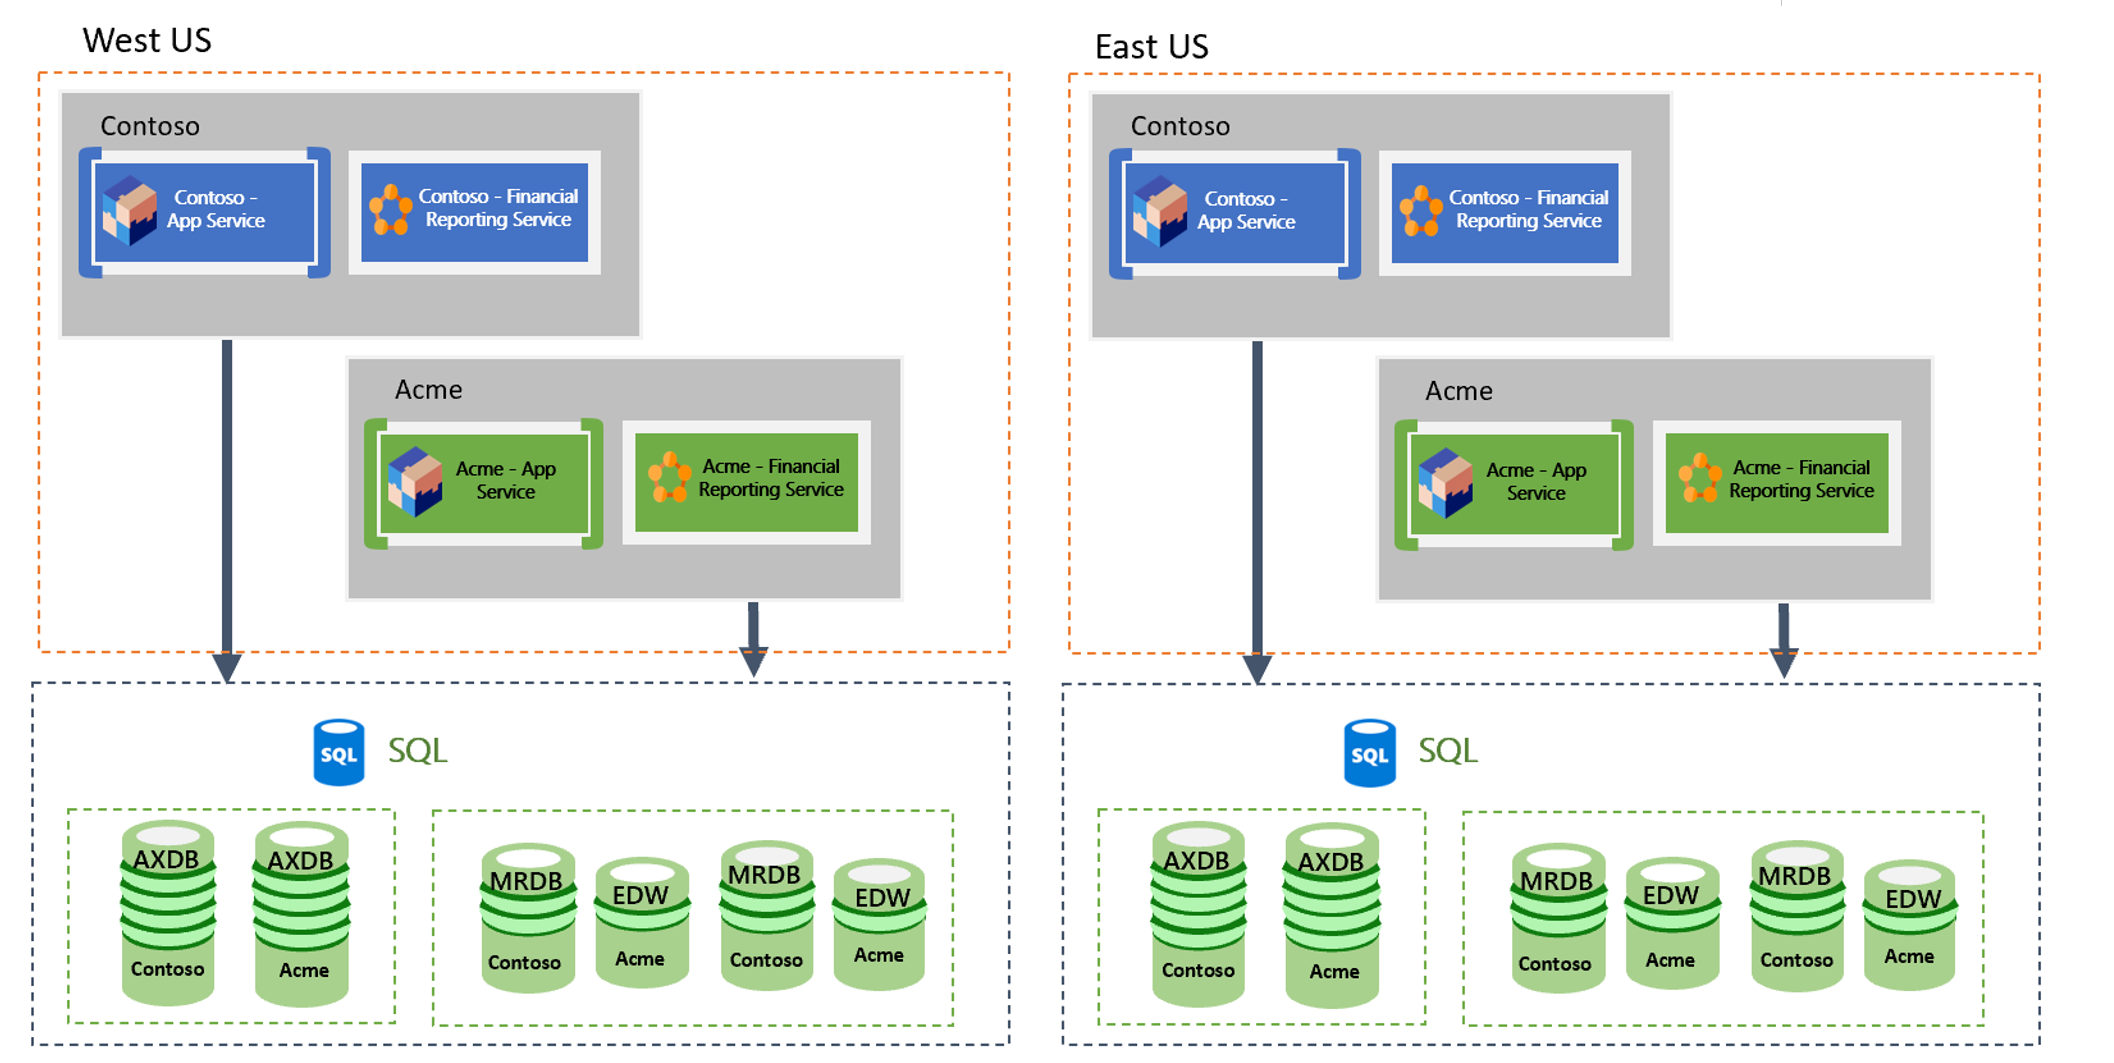 West US
Contoso
Contoso -
App Service
Contoso - Financial
Reporting Service
Acme
Acme - App
Service
Acme - Financial
Reporting Service
SQL
SQL
AXDB
Contoso
AXDB
Acme
MRDB
Contoso
EDW
Acme
MRDB
Contoso
EDW
Acme
East US
Contoso
Contoso -
App Service
Contoso - Financial
Reporting Service
Acme
Acme - App
Service
Acme - Financial
Reporting Service
SQL
SQL
AXDB
Contoso
AXDB
Acme
MRDB
Contoso
EDW
Acme
MRDB
Contoso
EDW
Acme